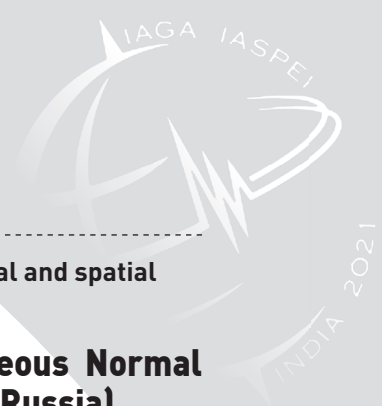 IAGA IASPEI
INDIA 2021
al and spatial
eous Normal
Russia)